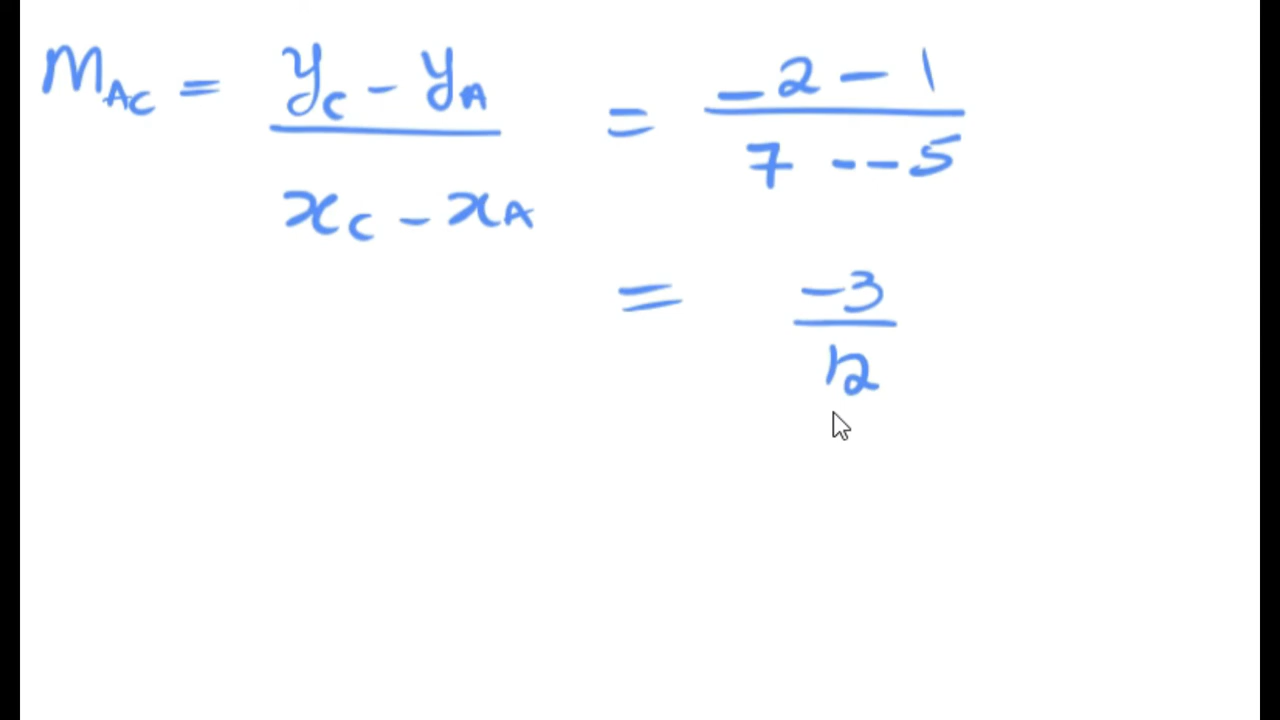 M_AC = (y_C - y_A) / (x_C - x_A) = (-2 - 1) / (7 - -5)
= -3 / 12